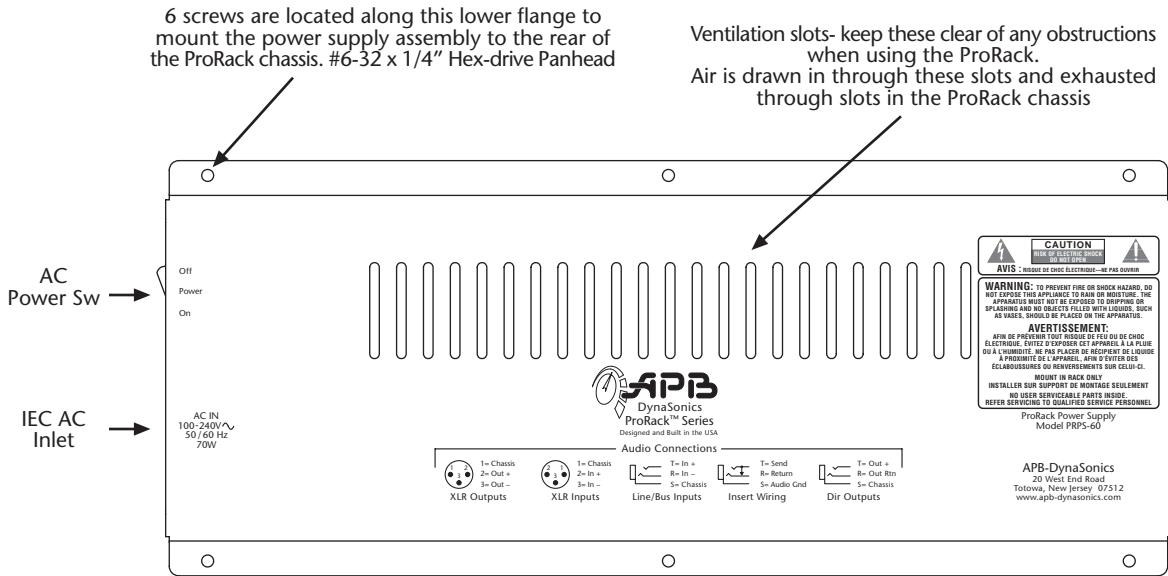 6 screws are located along this lower flange to
mount the power supply assembly to the rear of
the ProRack chassis. #6-32 x 1/4″ Hex-drive Panhead
Ventilation slots- keep these clear of any obstructions
when using the ProRack.
Air is drawn in through these slots and exhausted
through slots in the ProRack chassis
AC
Power Sw
Off
Power
On
IEC AC
Inlet
AC IN
100-240V∿
50/60 Hz
70W
CAUTION
RISK OF ELECTRIC SHOCK
DO NOT OPEN
AVIS : RISQUE DE CHOC ÉLECTRIQUE—NE PAS OUVRIR
WARNING: TO PREVENT FIRE OR SHOCK HAZARD, DO
NOT EXPOSE THIS APPLIANCE TO RAIN OR MOISTURE. THE
APPARATUS MUST NOT BE EXPOSED TO DRIPPING OR
SPLASHING AND NO OBJECTS FILLED WITH LIQUIDS, SUCH
AS VASES, SHOULD BE PLACED ON THE APPARATUS.
AVERTISSEMENT:
AFIN DE PRÉVENIR TOUT RISQUE DE FEU OU DE CHOC
ÉLECTRIQUE, ÉVITEZ D'EXPOSER CET APPAREIL À LA PLUIE
OU À L'HUMIDITÉ. NE PAS PLACER DE RÉCIPIENT DE LIQUIDE
À PROXIMITÉ DE L'APPAREIL, AFIN D'ÉVITER DES
ÉCLABOUSSURES OU RENVERSEMENTS SUR CELUI-CI.
MOUNT IN RACK ONLY
INSTALLER SUR SUPPORT DE MONTAGE SEULEMENT
NO USER SERVICEABLE PARTS INSIDE.
REFER SERVICING TO QUALIFIED SERVICE PERSONNEL
ProRack Power Supply
Model PRPS-60
APB
DynaSonics
ProRack™ Series
Designed and Built in the USA
Audio Connections
1 2
3
1= Chassis
2= Out +
3= Out –
XLR Outputs
2 1
3
1= Chassis
2= In +
3= In –
XLR Inputs
T= In +
R= In –
S= Chassis
Line/Bus Inputs
T= Send
R= Return
S= Audio Gnd
Insert Wiring
T= Out +
R= Out Rtn
S= Chassis
Dir Outputs
APB-DynaSonics
20 West End Road
Totowa, New Jersey 07512
www.apb-dynasonics.com